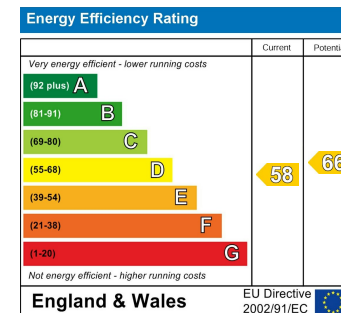 Energy Efficiency Rating
Current Potenti
Very energy efficient - lower running costs
(92 plus) A
(81-91) B
(69-80) C
(55-68) D
(39-54) E
(21-38) F
(1-20) G
58
66
Not energy efficient - higher running costs
England & Wales
EU Directive
2002/91/EC